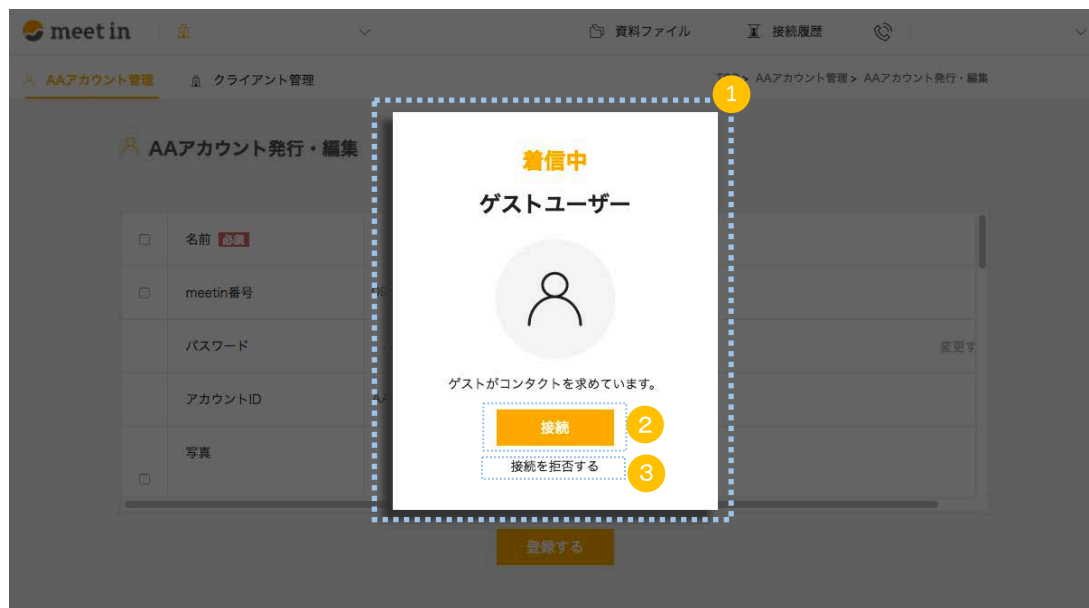 meet in
資料ファイル
接続履歴
AAアカウント管理
クライアント管理
AAアカウント管理 > AAアカウント発行・編集
1
AAアカウント発行・編集
着信中
ゲストユーザー
名前 必須
meetin番号
パスワード
変更す
アカウントID
写真
ゲストがコンタクトを求めています。
接続
2
接続を拒否する
3
登録する